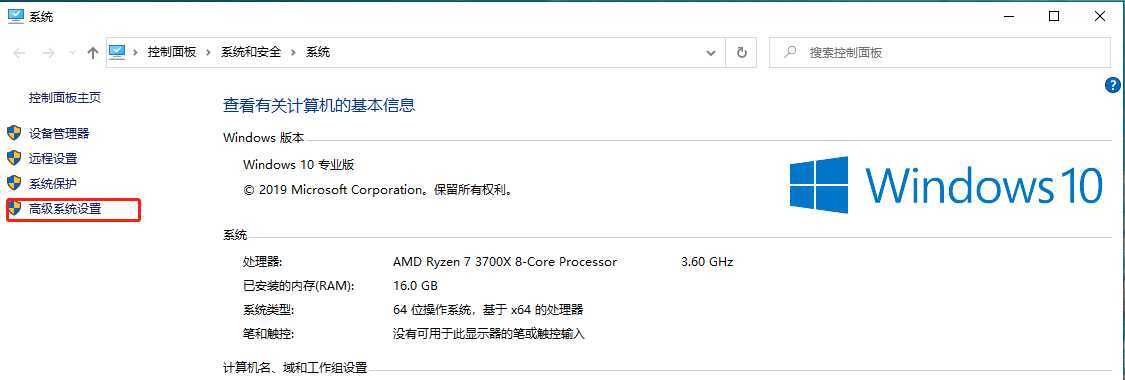 系统
控制面板 › 系统和安全 › 系统
搜索控制面板
?
控制面板主页
设备管理器
远程设置
系统保护
高级系统设置
查看有关计算机的基本信息
Windows 版本
Windows 10 专业版
© 2019 Microsoft Corporation。保留所有权利。
Windows 10
系统
处理器: AMD Ryzen 7 3700X 8-Core Processor 3.60 GHz
已安装的内存(RAM): 16.0 GB
系统类型: 64 位操作系统，基于 x64 的处理器
笔和触控: 没有可用于此显示器的笔或触控输入
计算机名、域和工作组设置